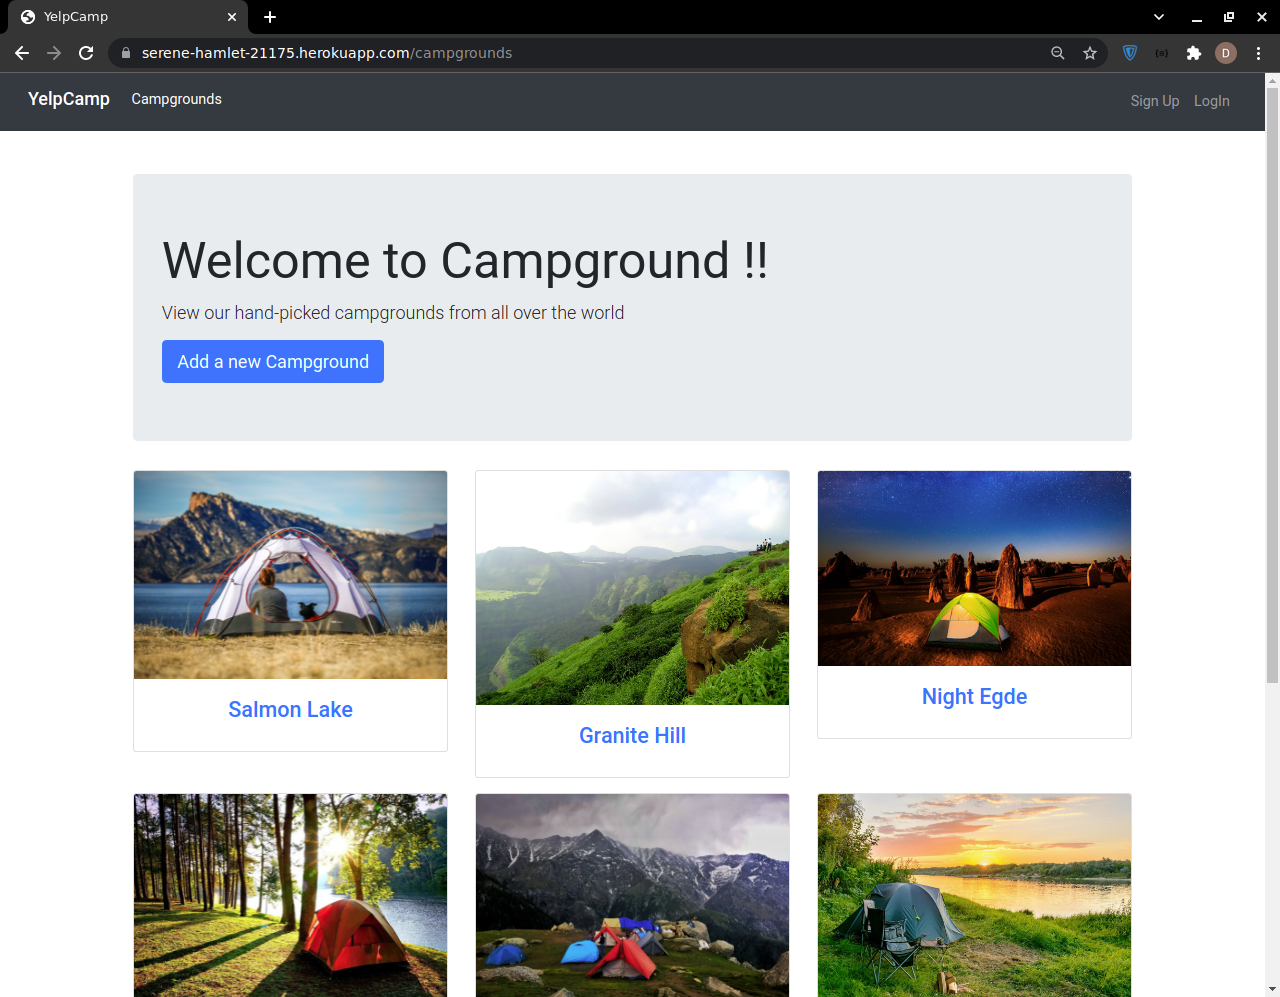 YelpCamp
serene-hamlet-21175.herokuapp.com/campgrounds
D
YelpCamp Campgrounds Sign Up LogIn
Welcome to Campground !!
View our hand-picked campgrounds from all over the world
Add a new Campground
Salmon Lake
Granite Hill
Night Egde